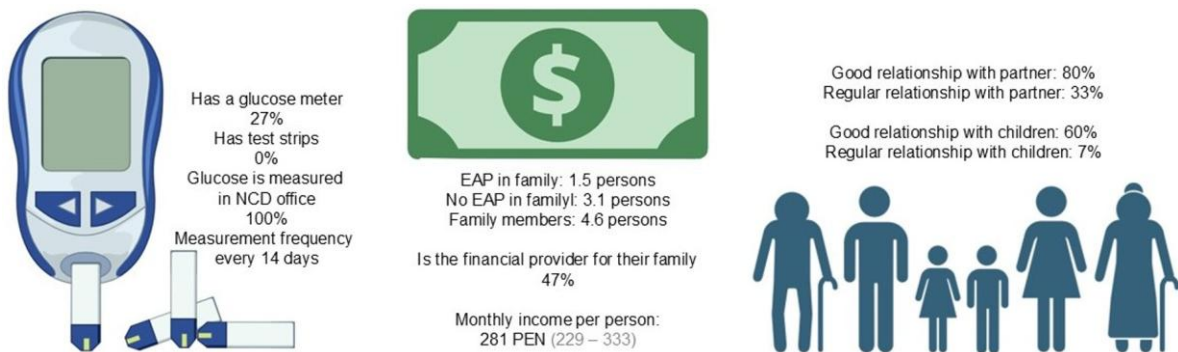 Has a glucose meter
27%
Has test strips
0%
Glucose is measured
in NCD office
100%
Measurement frequency
every 14 days
$
EAP in family: 1.5 persons
No EAP in familyl: 3.1 persons
Family members: 4.6 persons
Is the financial provider for their family
47%
Monthly income per person:
281 PEN (229 – 333)
Good relationship with partner: 80%
Regular relationship with partner: 33%
Good relationship with children: 60%
Regular relationship with children: 7%